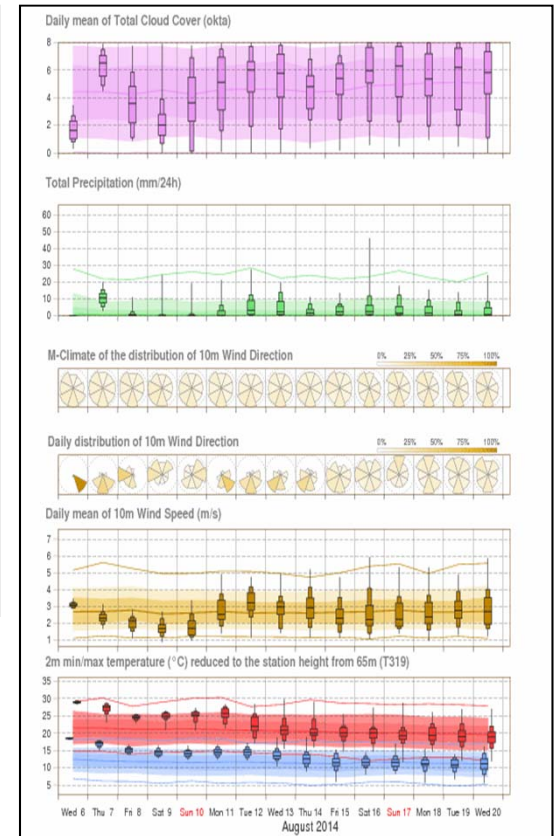 Daily mean of Total Cloud Cover (okta)
8
6
4
2
0
Total Precipitation (mm/24h)
60
50
40
30
20
10
0
M-Climate of the distribution of 10m Wind Direction
0% 25% 50% 75% 100%
Daily distribution of 10m Wind Direction
0% 25% 50% 75% 100%
Daily mean of 10m Wind Speed (m/s)
7
6
5
4
3
2
1
2m min/max temperature (°C) reduced to the station height from 65m (T319)
35
30
25
20
15
10
5
Wed 6 Thu 7 Fri 8 Sat 9 Sun 10 Mon 11 Tue 12 Wed 13 Thu 14 Fri 15 Sat 16 Sun 17 Mon 18 Tue 19 Wed 20
August 2014